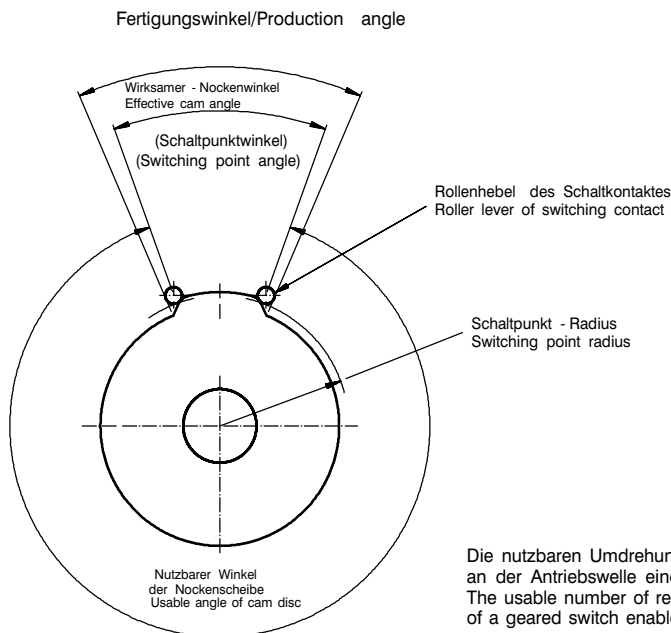 Fertigungswinkel/Production angle
Wirksamer - Nockenwinkel
Effective cam angle
(Schaltpunktwinkel)
(Switching point angle)
Rollenhebel des Schaltkontaktes
Roller lever of switching contact
Schaltpunkt - Radius
Switching point radius
Nutzbarer Winkel
der Nockenscheibe
Usable angle of cam disc
Die nutzbaren Umdrehun
an der Antriebswelle ein
The usable number of re
of a geared switch enabl